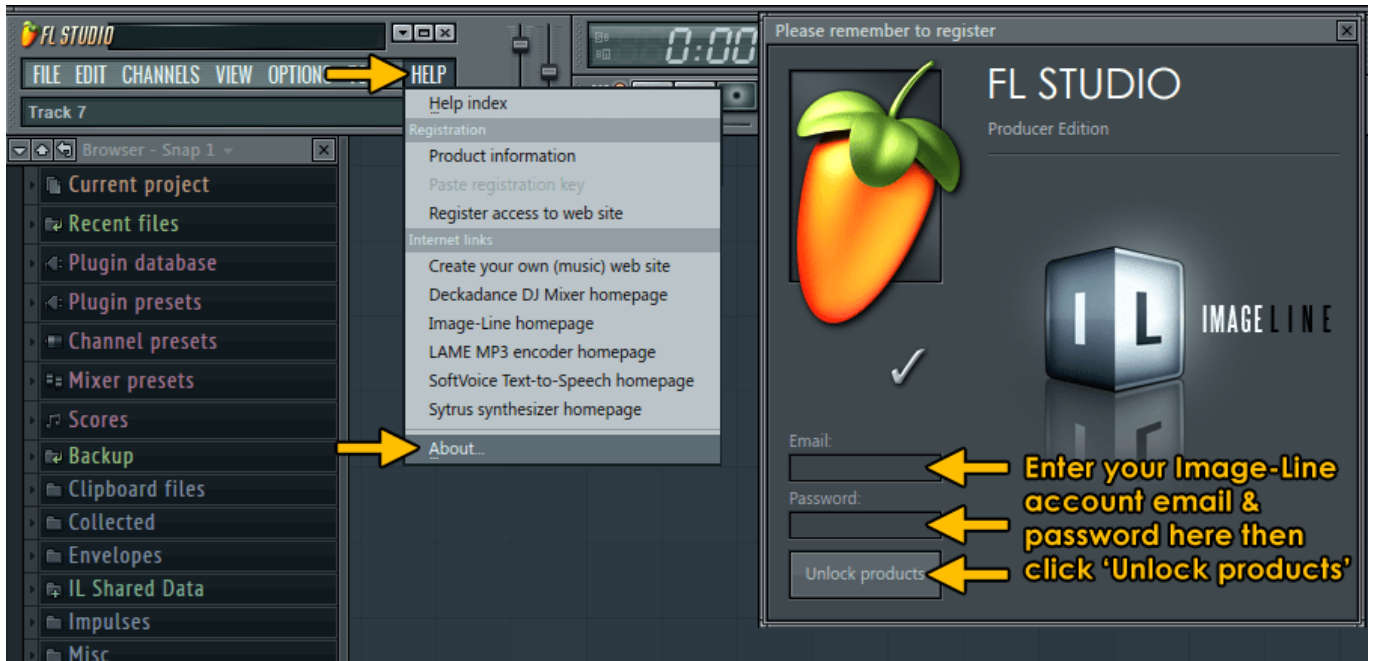 FL STUDIO
FILE EDIT CHANNELS VIEW OPTIONS HELP
Track 7
0:00
Browser - Snap 1
Current project
Recent files
Plugin database
Plugin presets
Channel presets
Mixer presets
Scores
Backup
Clipboard files
Collected
Envelopes
IL Shared Data
Impulses
Misc
Help index
Registration
Product information
Paste registration key
Register access to web site
Internet links
Create your own (music) web site
Deckadance DJ Mixer homepage
Image-Line homepage
LAME MP3 encoder homepage
SoftVoice Text-to-Speech homepage
Sytrus synthesizer homepage
About...
Please remember to register
FL STUDIO
Producer Edition
I L
IMAGE LINE
Email:
Password:
Unlock products
Enter your Image-Line
account email &
password here then
click ‘Unlock products’